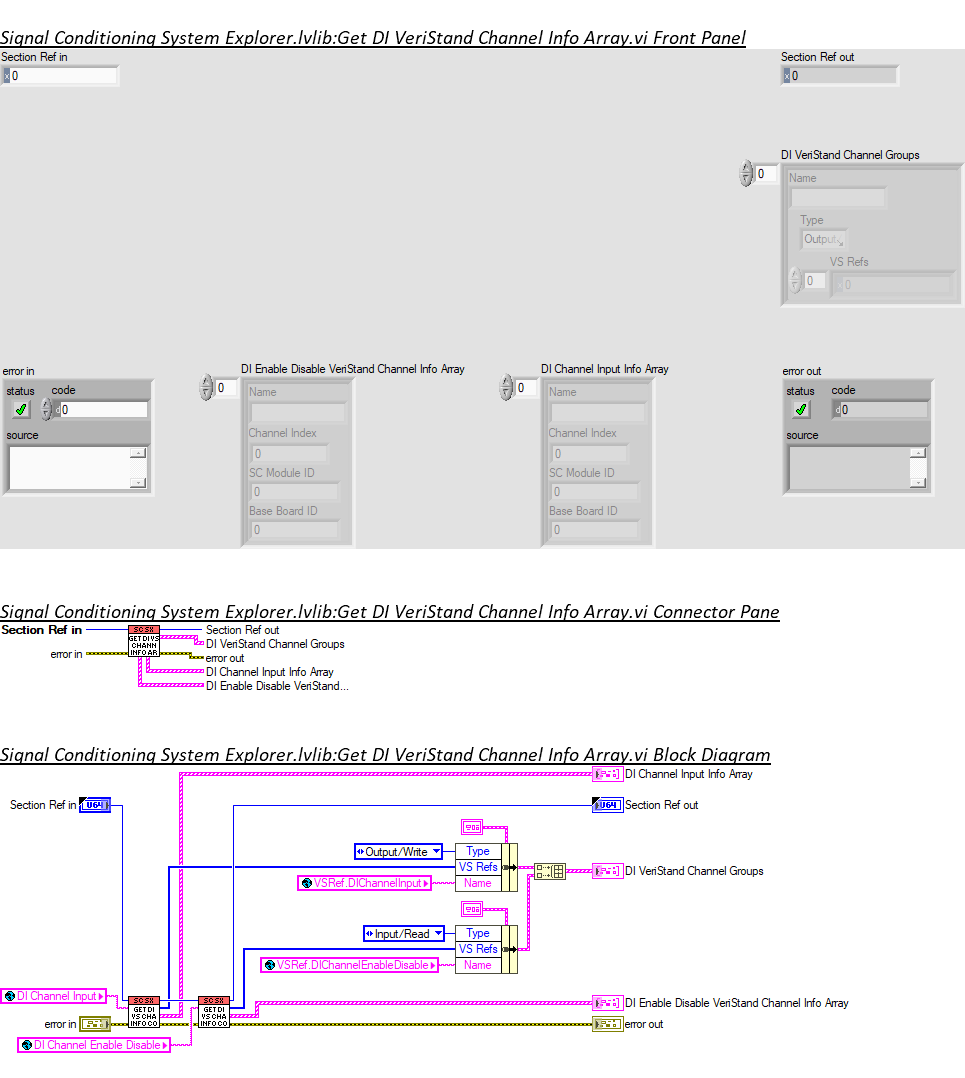 Signal Conditioning System Explorer.lvlib:Get DI VeriStand Channel Info Array.vi Front Panel
Section Ref in
x 0
Section Ref out
x 0
DI VeriStand Channel Groups
0
Name
Type
Output
VS Refs
0
0
error in
status
code
d 0
source
DI Enable Disable VeriStand Channel Info Array
0
Name
Channel Index
0
SC Module ID
0
Base Board ID
0
DI Channel Input Info Array
0
Name
Channel Index
0
SC Module ID
0
Base Board ID
0
error out
status
code
d 0
source
Signal Conditioning System Explorer.lvlib:Get DI VeriStand Channel Info Array.vi Connector Pane
Section Ref in
error in
SC SX
GET DI VS
CHANN
INFO AR
Section Ref out
DI VeriStand Channel Groups
error out
DI Channel Input Info Array
DI Enable Disable VeriStand...
Signal Conditioning System Explorer.lvlib:Get DI VeriStand Channel Info Array.vi Block Diagram
DI Channel Input Info Array
Section Ref in
U64
U64
Section Ref out
Output/Write
Type
VS Refs
VSRef.DIChannelInput
Name
DI VeriStand Channel Groups
Input/Read
Type
VS Refs
VSRef.DIChannelEnableDisable
Name
DI Channel Input
SC SX
GET DI
VS CHA
INFO CO
SC SX
GET DI
VS CHA
INFO CO
DI Enable Disable VeriStand Channel Info Array
error in
error out
DI Channel Enable Disable